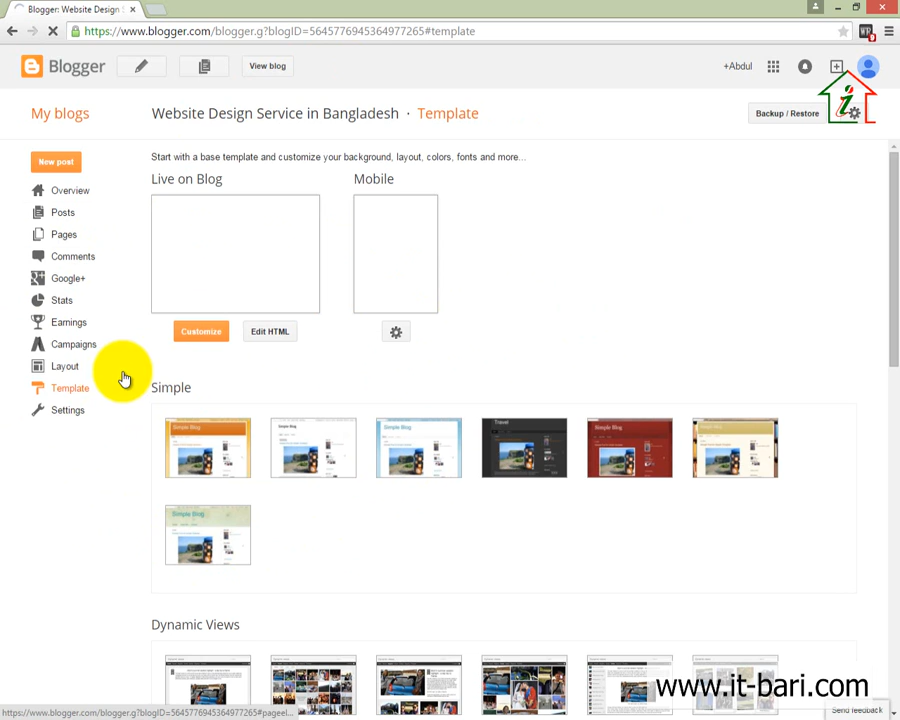 Blogger: Website Design
https://www.blogger.com/blogger.g?blogID=5645776945364977265#template
Blogger
View blog
+Abdul
My blogs
Website Design Service in Bangladesh · Template
Backup / Restore
New post
Start with a base template and customize your background, layout, colors, fonts and more...
Overview
Live on Blog
Mobile
Posts
Pages
Comments
Google+
Stats
Earnings
Customize
Edit HTML
Campaigns
Layout
Template
Simple
Settings
Simple Blog
Simple Blog
Simple Blog
Travel
Simple Blog
Simple Blog
Simple Blog
Dynamic Views
www.it-bari.com
https://www.blogger.com/blogger.g?blogID=5645776945364977265#pageel...
Send feedback